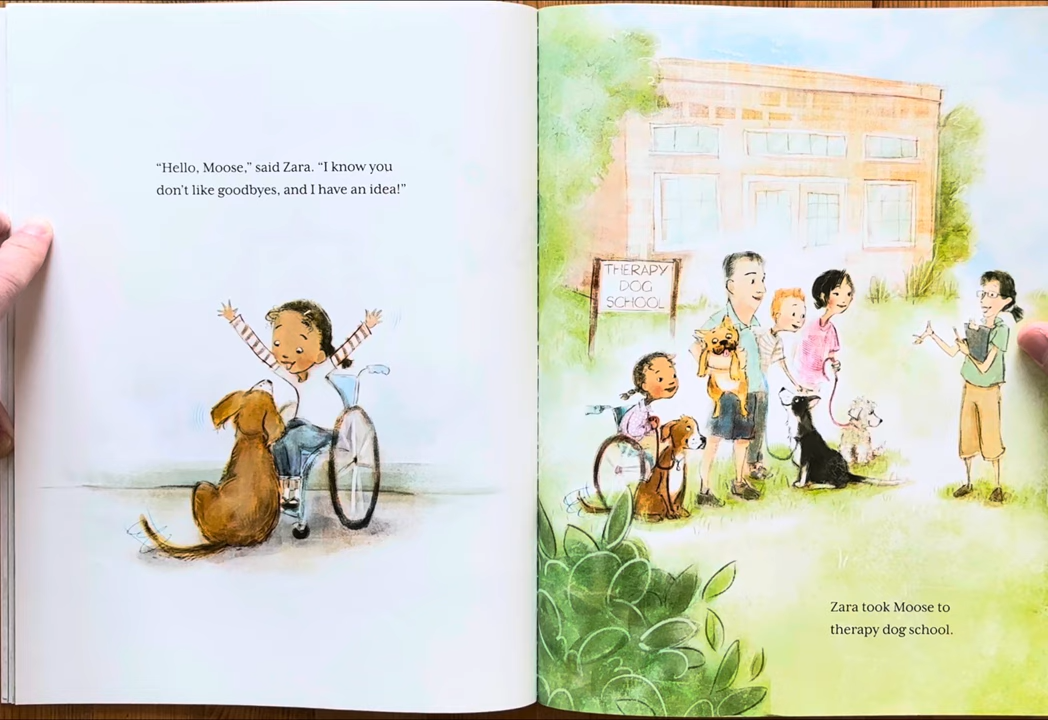 “Hello, Moose,” said Zara. “I know you
don’t like goodbyes, and I have an idea!”
THERAPY
DOG
SCHOOL
Zara took Moose to
therapy dog school.